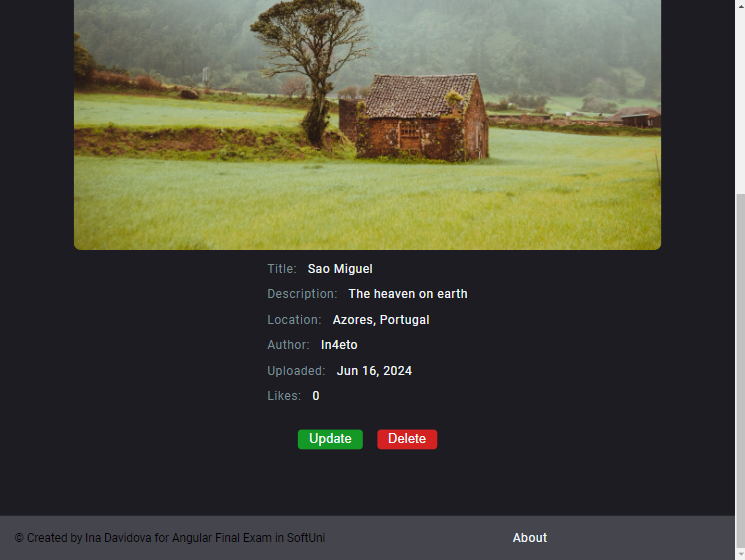 Title: Sao Miguel
Description: The heaven on earth
Location: Azores, Portugal
Author: In4eto
Uploaded: Jun 16, 2024
Likes: 0
Update Delete
© Created by Ina Davidova for Angular Final Exam in SoftUni About